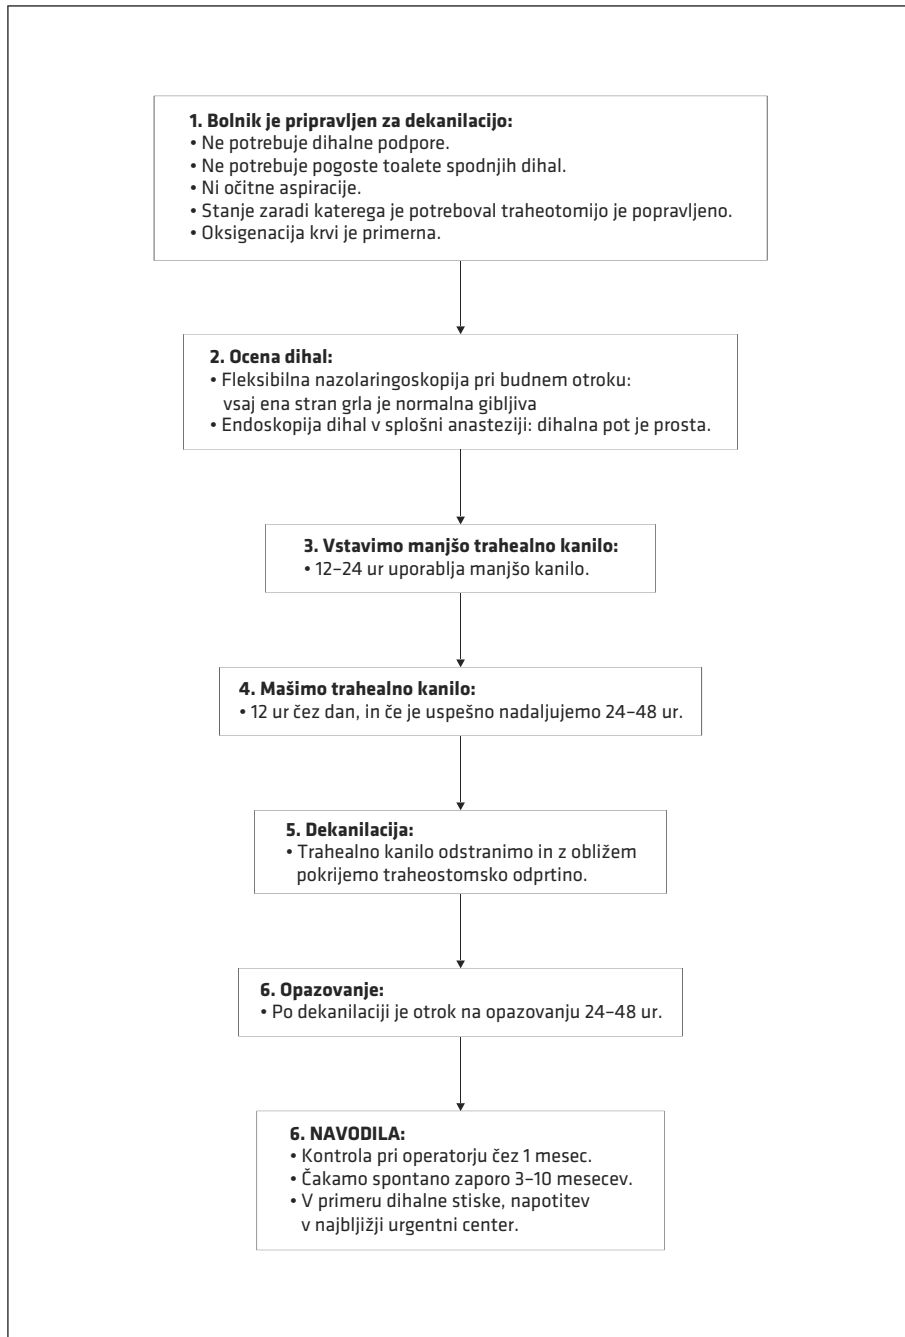 1. Bolnik je pripravljen za dekanilacijo:
• Ne potrebuje dihalne podpore.
• Ne potrebuje pogoste toalete spodnjih dihal.
• Ni očitne aspiracije.
• Stanje zaradi katerega je potreboval traheotomijo je popravljeno.
• Oksigenacija krvi je primerna.
2. Ocena dihal:
• Fleksibilna nazolaringoskopija pri budnem otroku:
vsaj ena stran grla je normalna gibljiva
• Endoskopija dihal v splošni anasteziji: dihalna pot je prosta.
3. Vstavimo manjšo trahealno kanilo:
• 12–24 ur uporablja manjšo kanilo.
4. Mašimo trahealno kanilo:
• 12 ur čez dan, in če je uspešno nadaljujemo 24–48 ur.
5. Dekanilacija:
• Trahealno kanilo odstranimo in z obližem
pokrijemo traheostomsko odprtino.
6. Opazovanje:
• Po dekanilaciji je otrok na opazovanju 24–48 ur.
6. NAVODILA:
• Kontrola pri operatorju čez 1 mesec.
• Čakamo spontano zaporo 3–10 mesecev.
• V primeru dihalne stiske, napotitev
v najbljižji urgentni center.